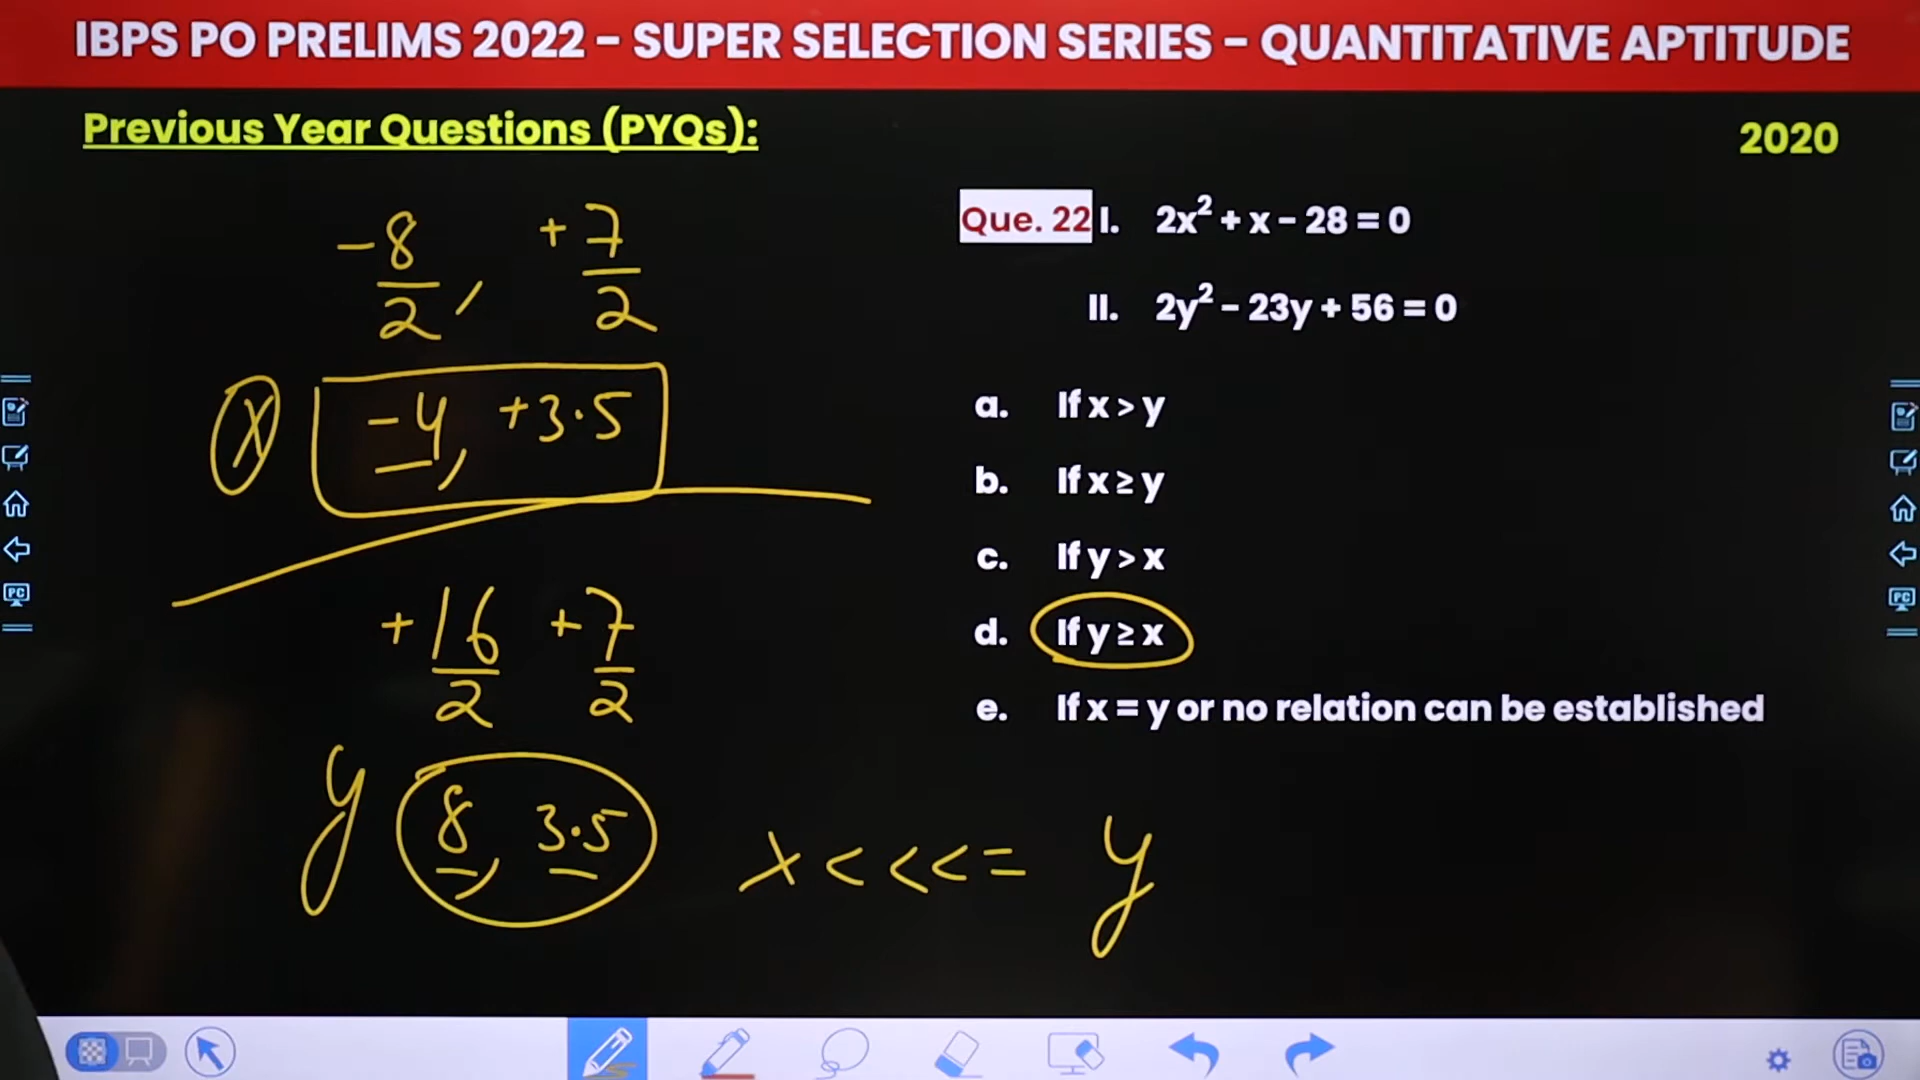 IBPS PO PRELIMS 2022 - SUPER SELECTION SERIES - QUANTITATIVE APTITUDE
Previous Year Questions (PYQs):
2020
-8/2, +7/2
x -4, +3.5
+16/2 +7/2
y 8, 3.5
x < < < = y
Que. 22 I. 2x² + x - 28 = 0
II. 2y² - 23y + 56 = 0
a. If x > y
b. If x ≥ y
c. If y > x
d. If y ≥ x
e. If x = y or no relation can be established
PC
PC